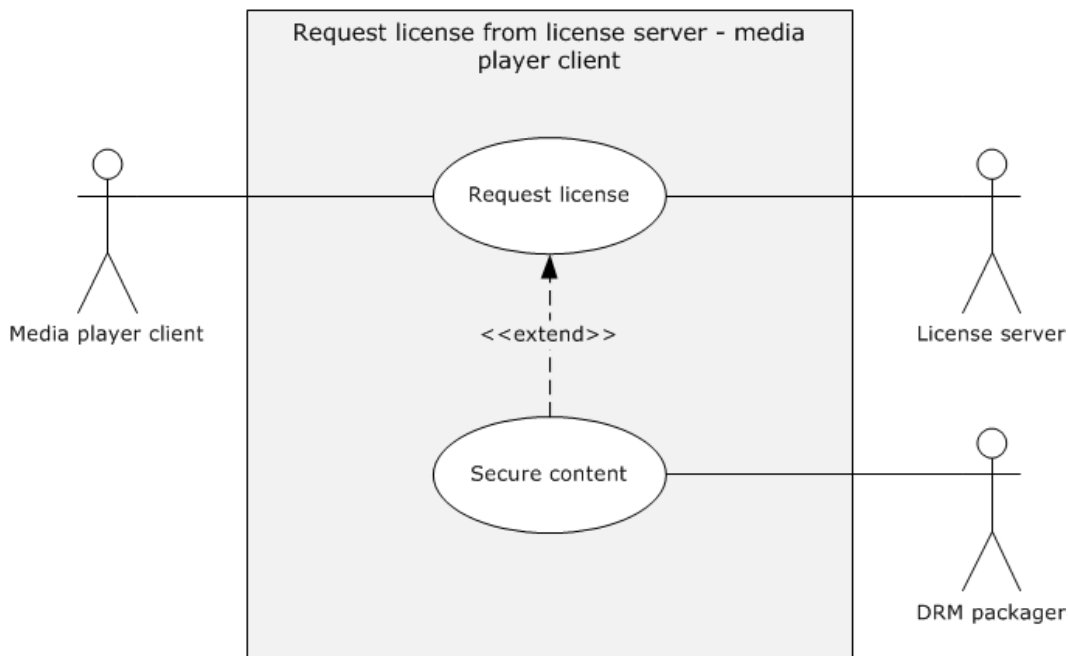 Request license from license server - media
player client
Request license
Media player client
<<extend>>
License server
Secure content
DRM packager